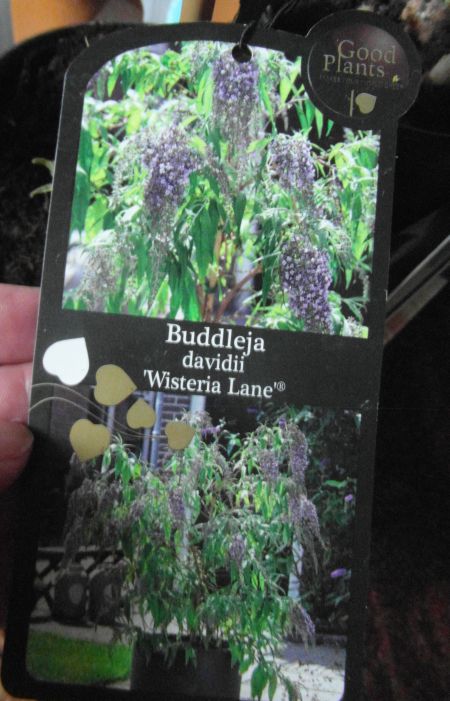 Good
Plants
Buddleja
davidii
'Wisteria Lane'®